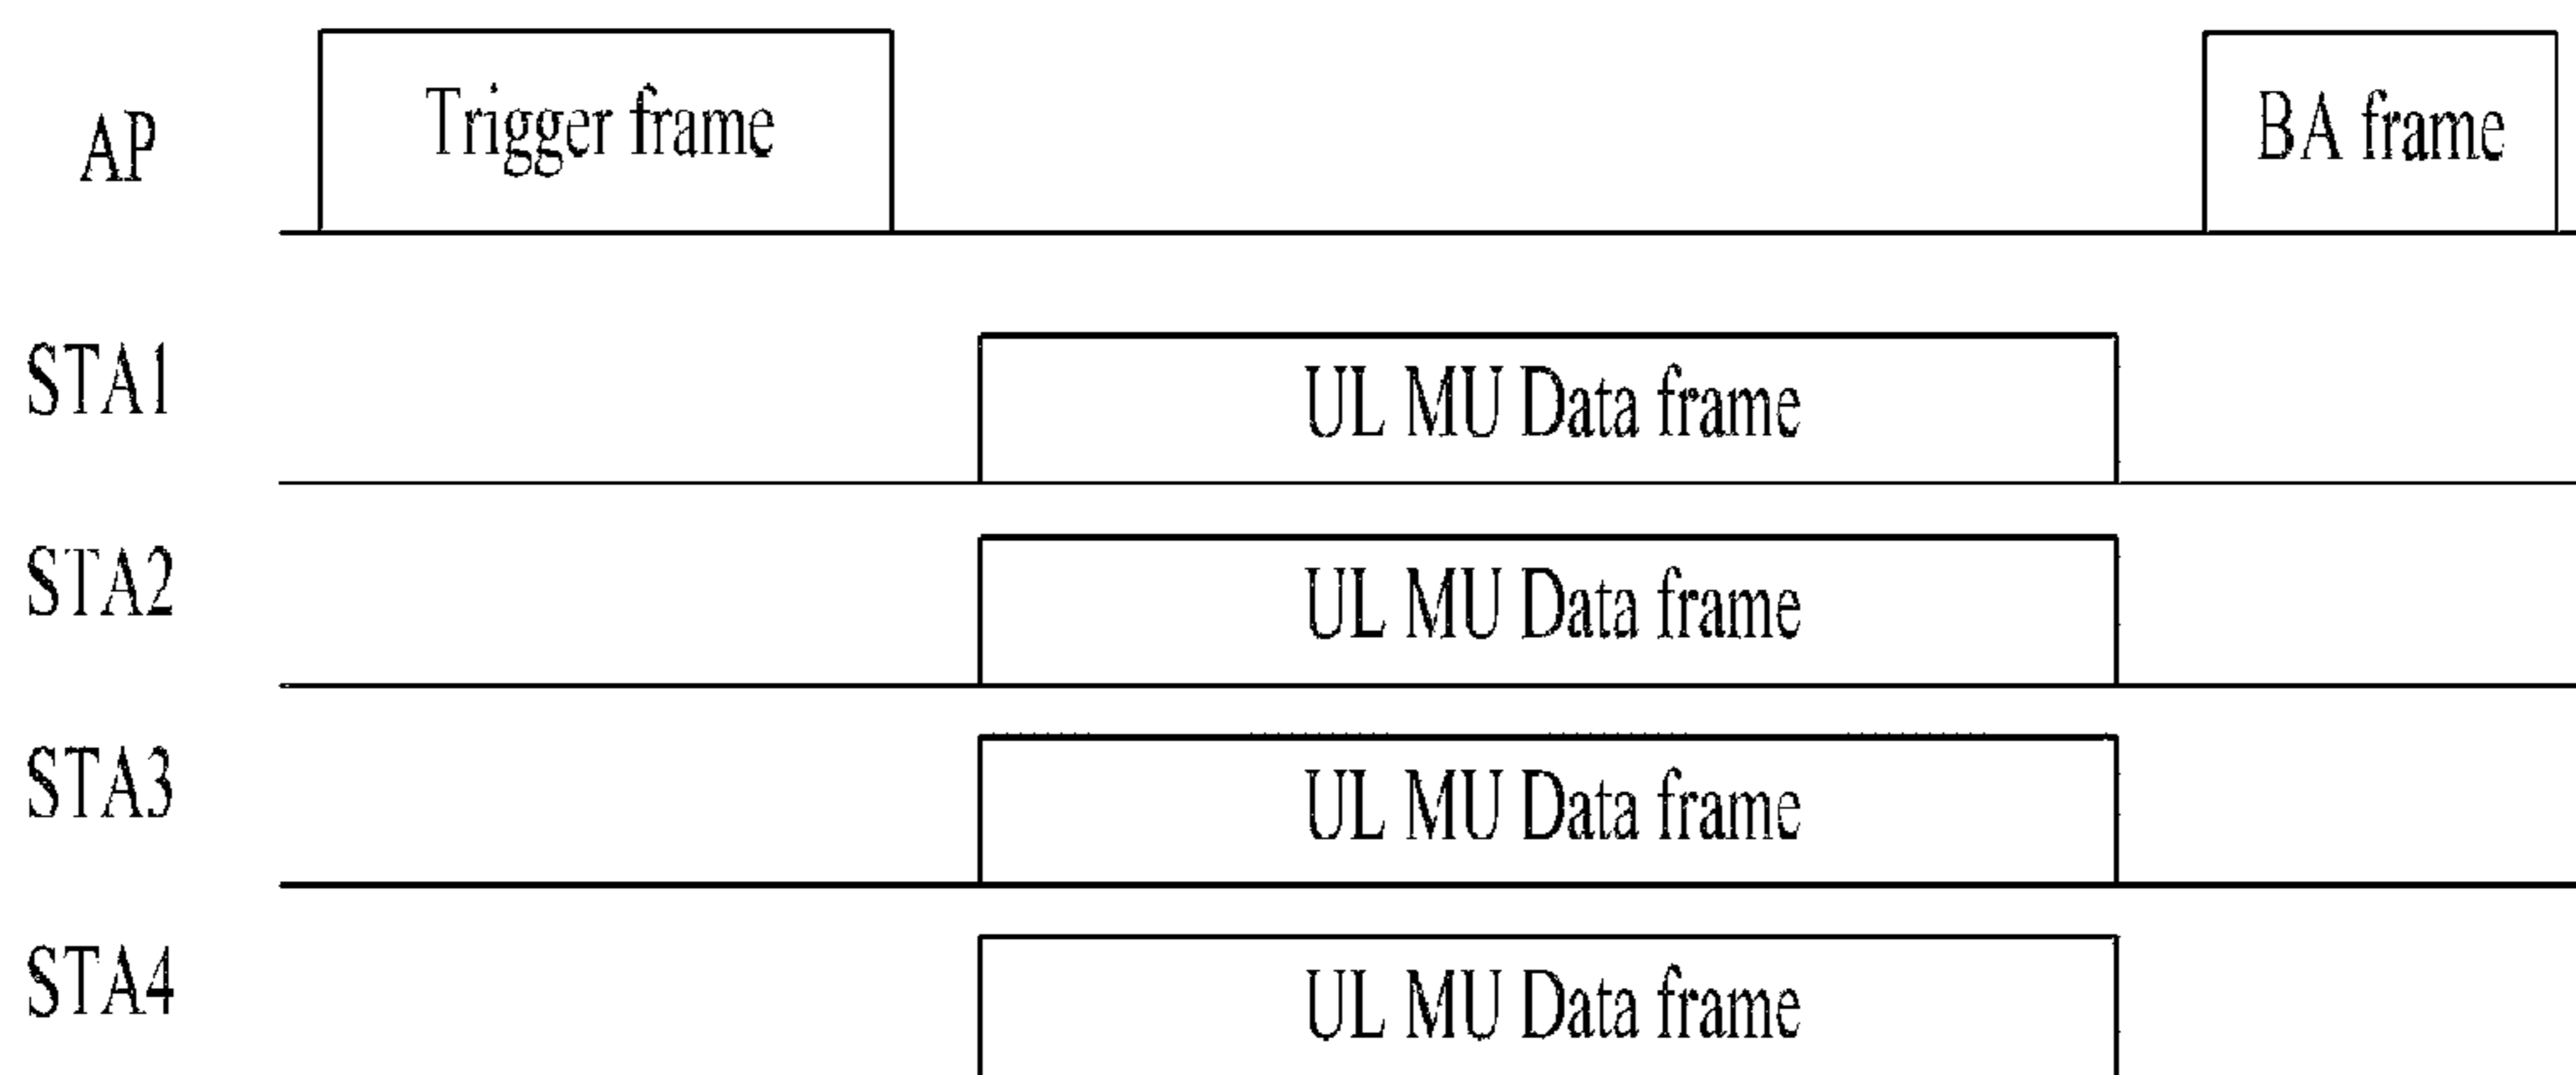 AP
Trigger frame
BA frame
STA1
UL MU Data frame
STA2
UL MU Data frame
STA3
UL MU Data frame
STA4
UL MU Data frame